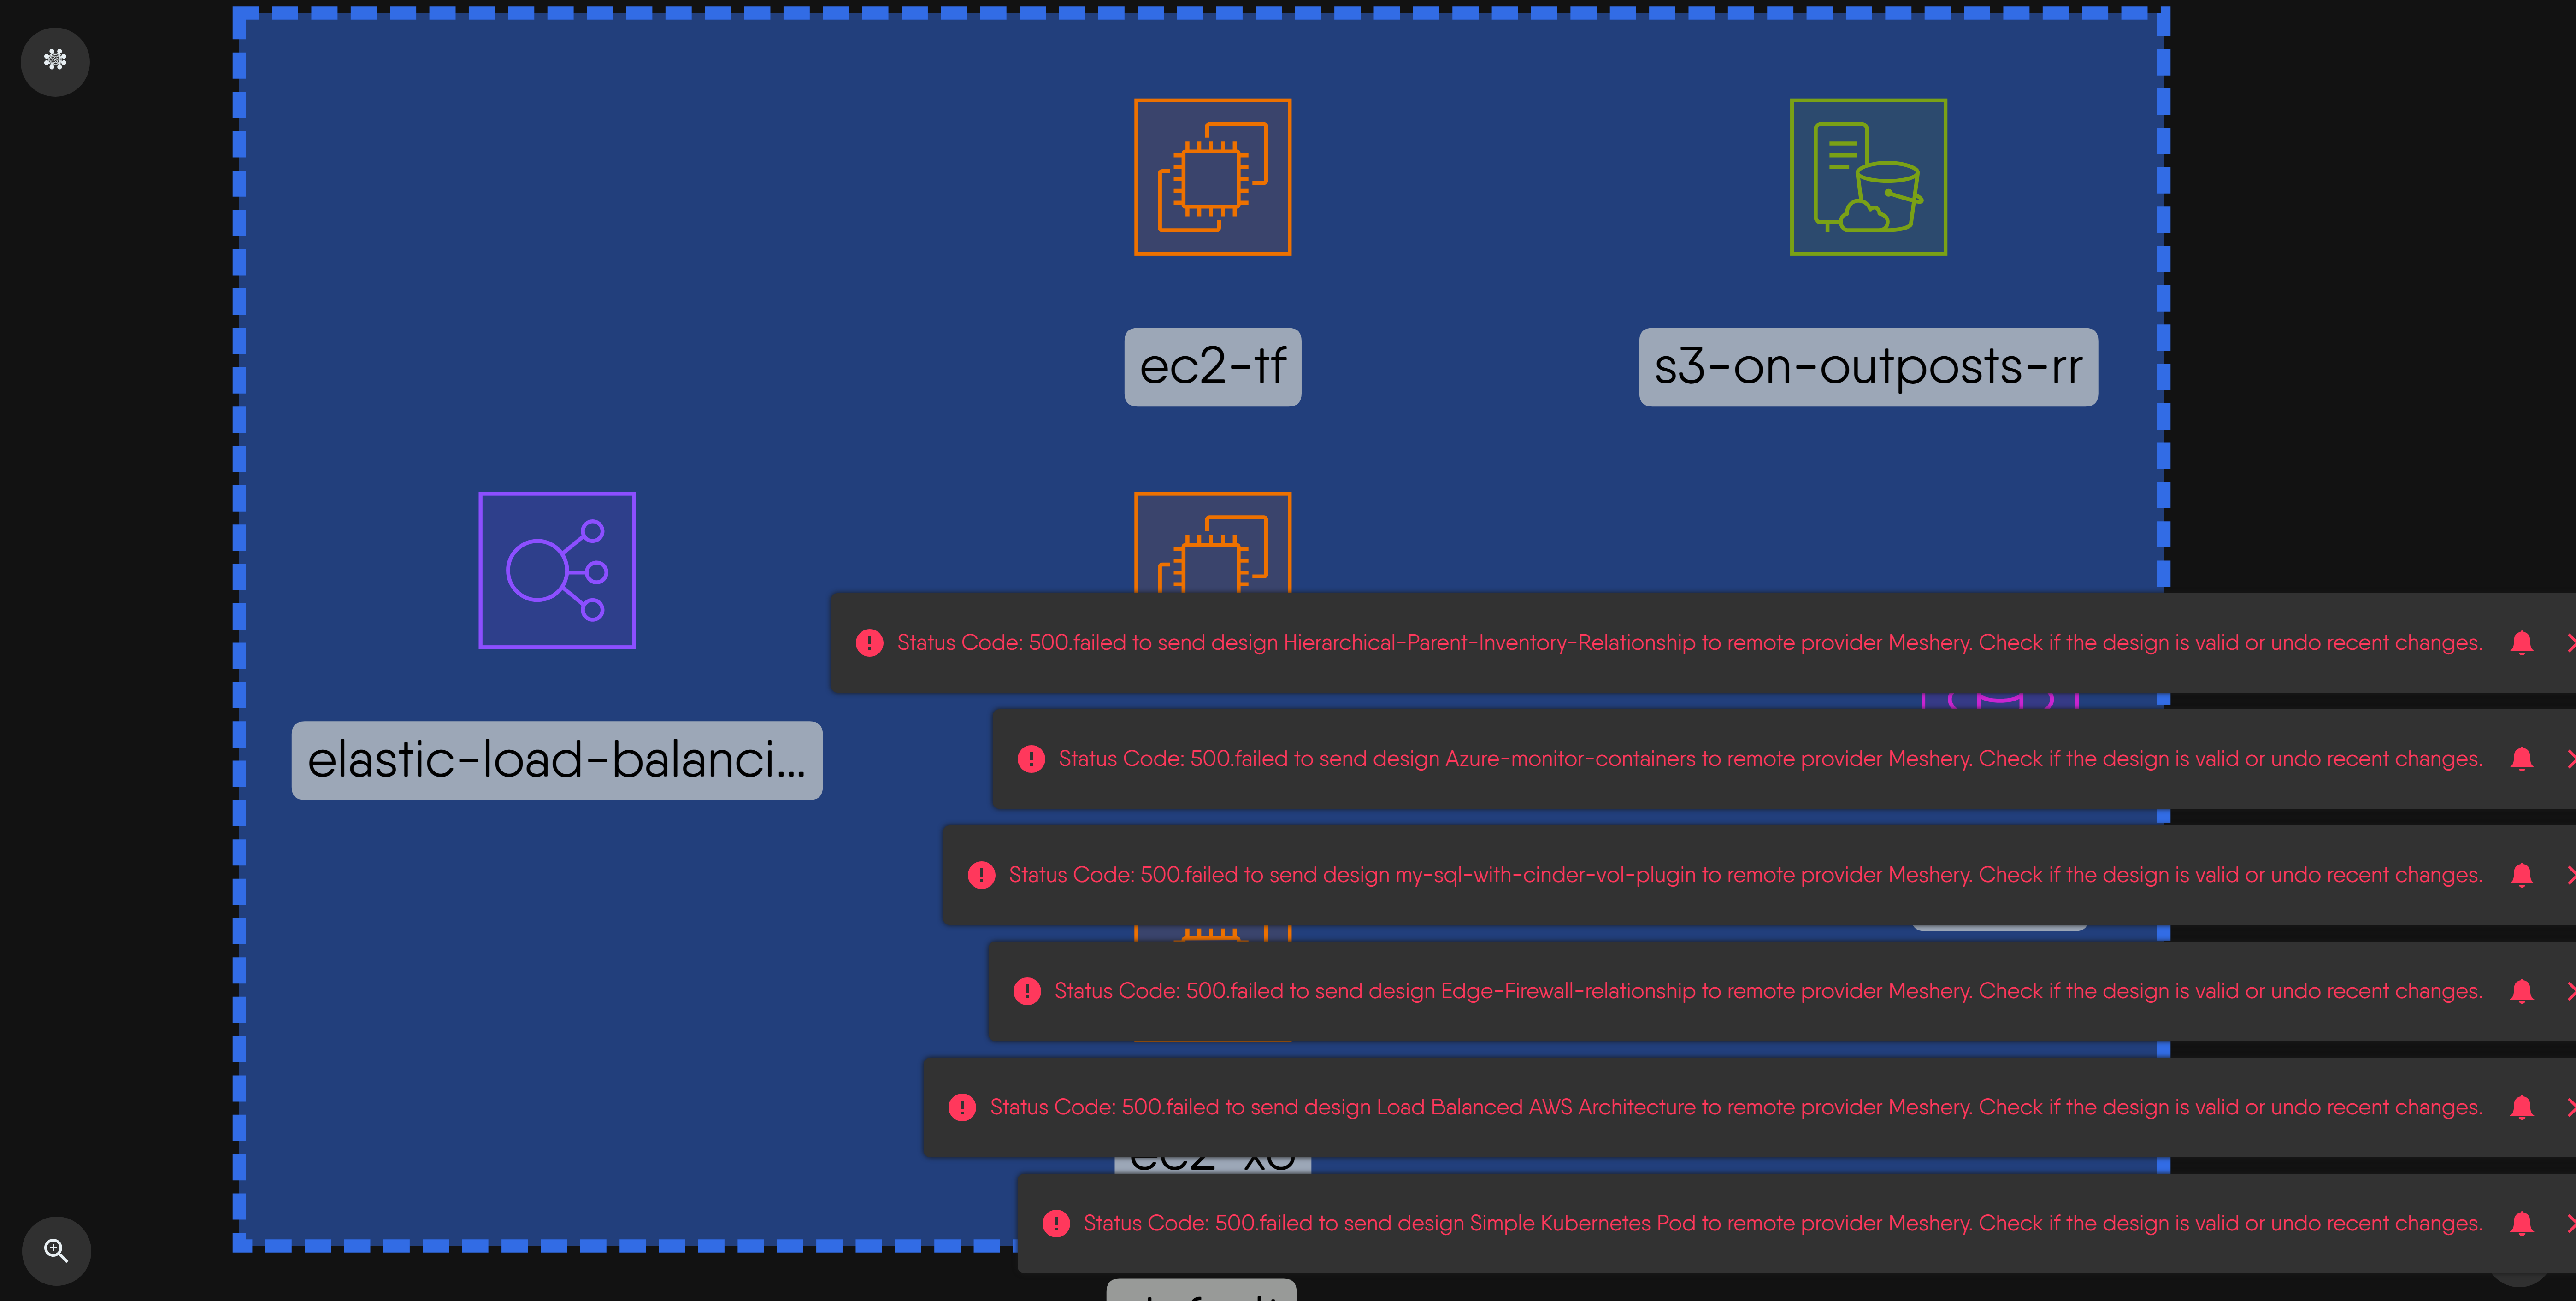 ec2-tf
s3-on-outposts-rr
elastic-load-balanci...
Status Code: 500.failed to send design Hierarchical-Parent-Inventory-Relationship to remote provider Meshery. Check if the design is valid or undo recent changes.
Status Code: 500.failed to send design Azure-monitor-containers to remote provider Meshery. Check if the design is valid or undo recent changes.
Status Code: 500.failed to send design my-sql-with-cinder-vol-plugin to remote provider Meshery. Check if the design is valid or undo recent changes.
Status Code: 500.failed to send design Edge-Firewall-relationship to remote provider Meshery. Check if the design is valid or undo recent changes.
Status Code: 500.failed to send design Load Balanced AWS Architecture to remote provider Meshery. Check if the design is valid or undo recent changes.
Status Code: 500.failed to send design Simple Kubernetes Pod to remote provider Meshery. Check if the design is valid or undo recent changes.